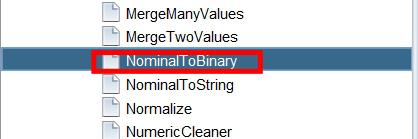 MergeManyValues
MergeTwoValues
NominalToBinary
NominalToString
Normalize
NumericCleaner